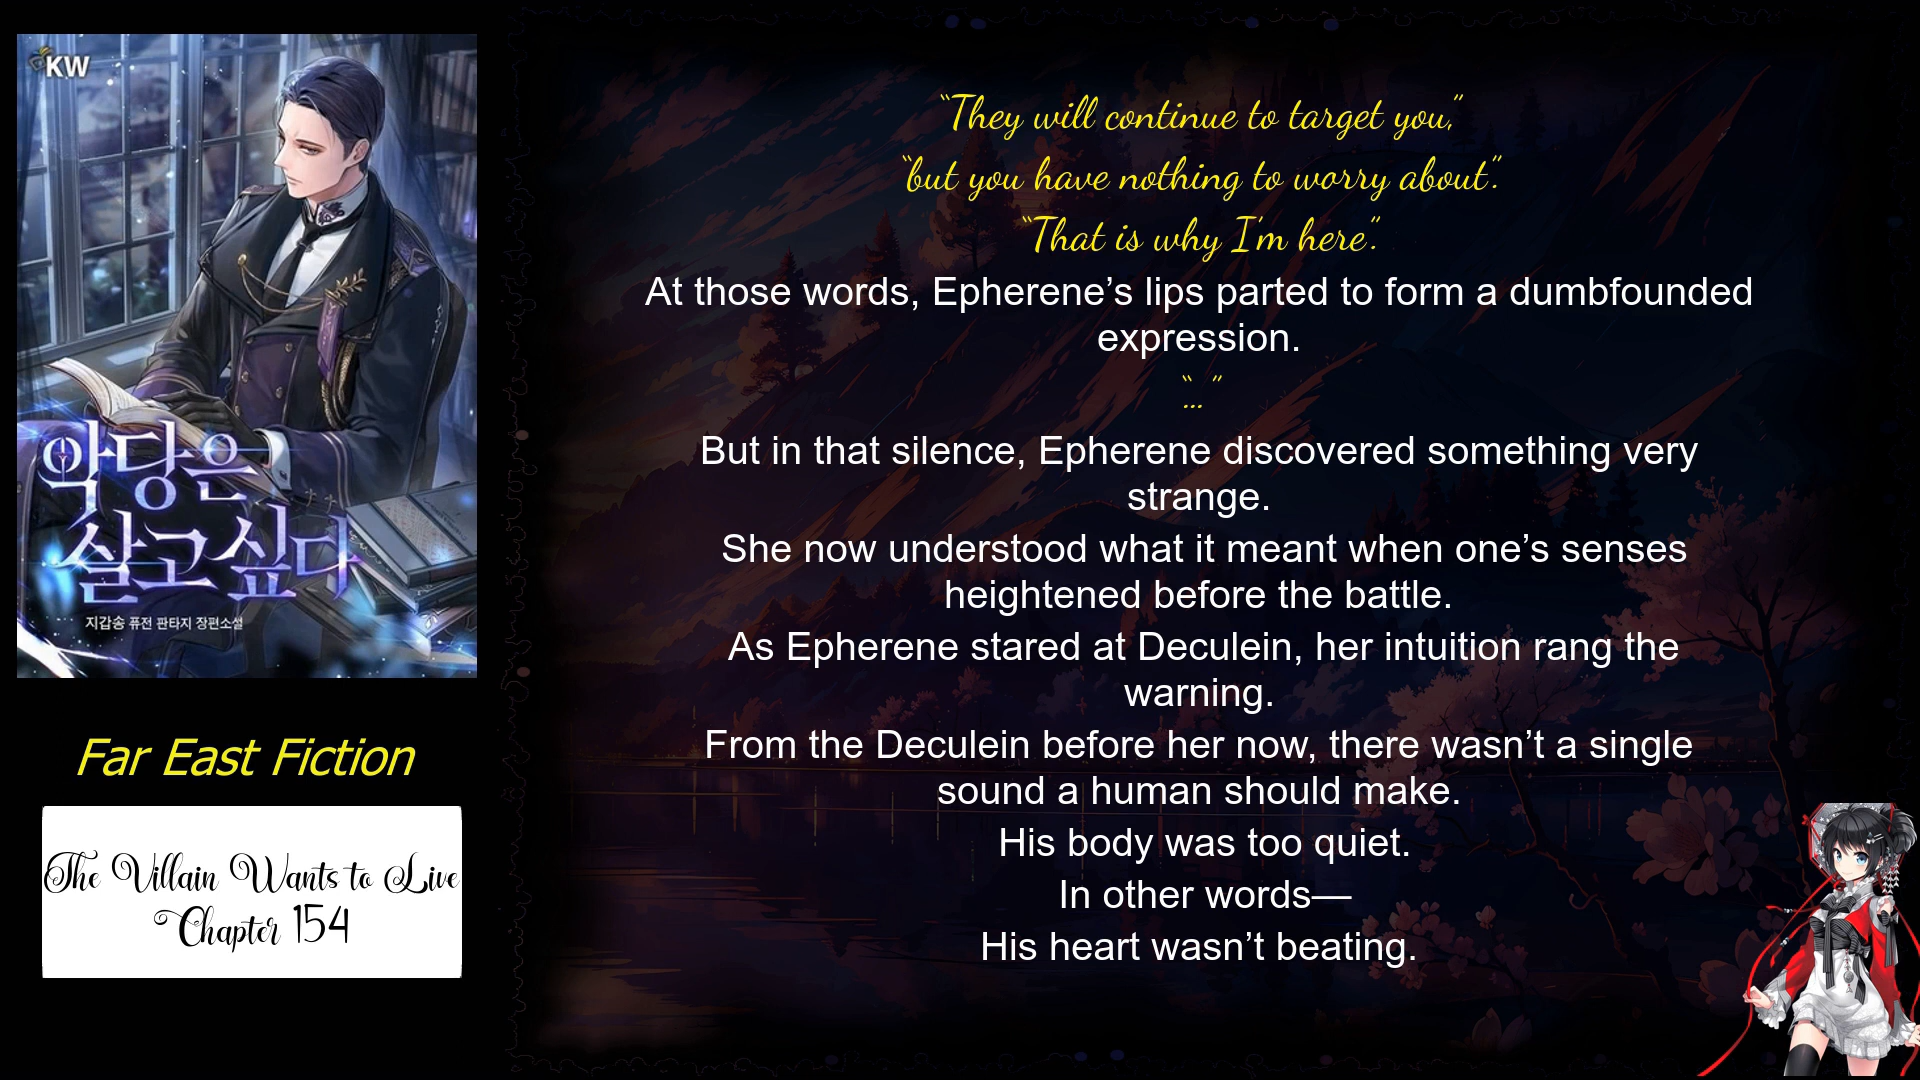 KW
악당은
살고싶다
지갑송 퓨전 판타지 장편소설
Far East Fiction
The Villain Wants to Live
Chapter 154
“They will continue to target you,”
“but you have nothing to worry about”.
“That is why I’m here”.
At those words, Epherene’s lips parted to form a dumbfounded
expression.
“…”
But in that silence, Epherene discovered something very
strange.
She now understood what it meant when one’s senses
heightened before the battle.
As Epherene stared at Deculein, her intuition rang the
warning.
From the Deculein before her now, there wasn’t a single
sound a human should make.
His body was too quiet.
In other words—
His heart wasn’t beating.